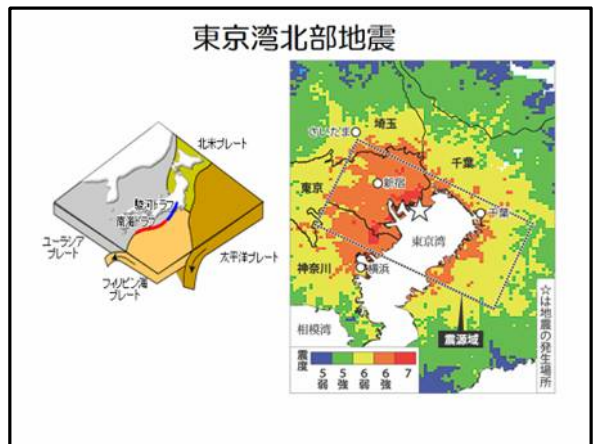 東京湾北部地震
北米プレート
駿河トラフ
南海トラフ
ユーラシア
プレート
フィリピン海
プレート
太平洋プレート
埼玉
さいたま
千葉
東京
新宿
千葉
東京湾
神奈川
横浜
相模湾
震源域
震度
5弱
5強
6弱
6強
7
☆は地震の発生場所